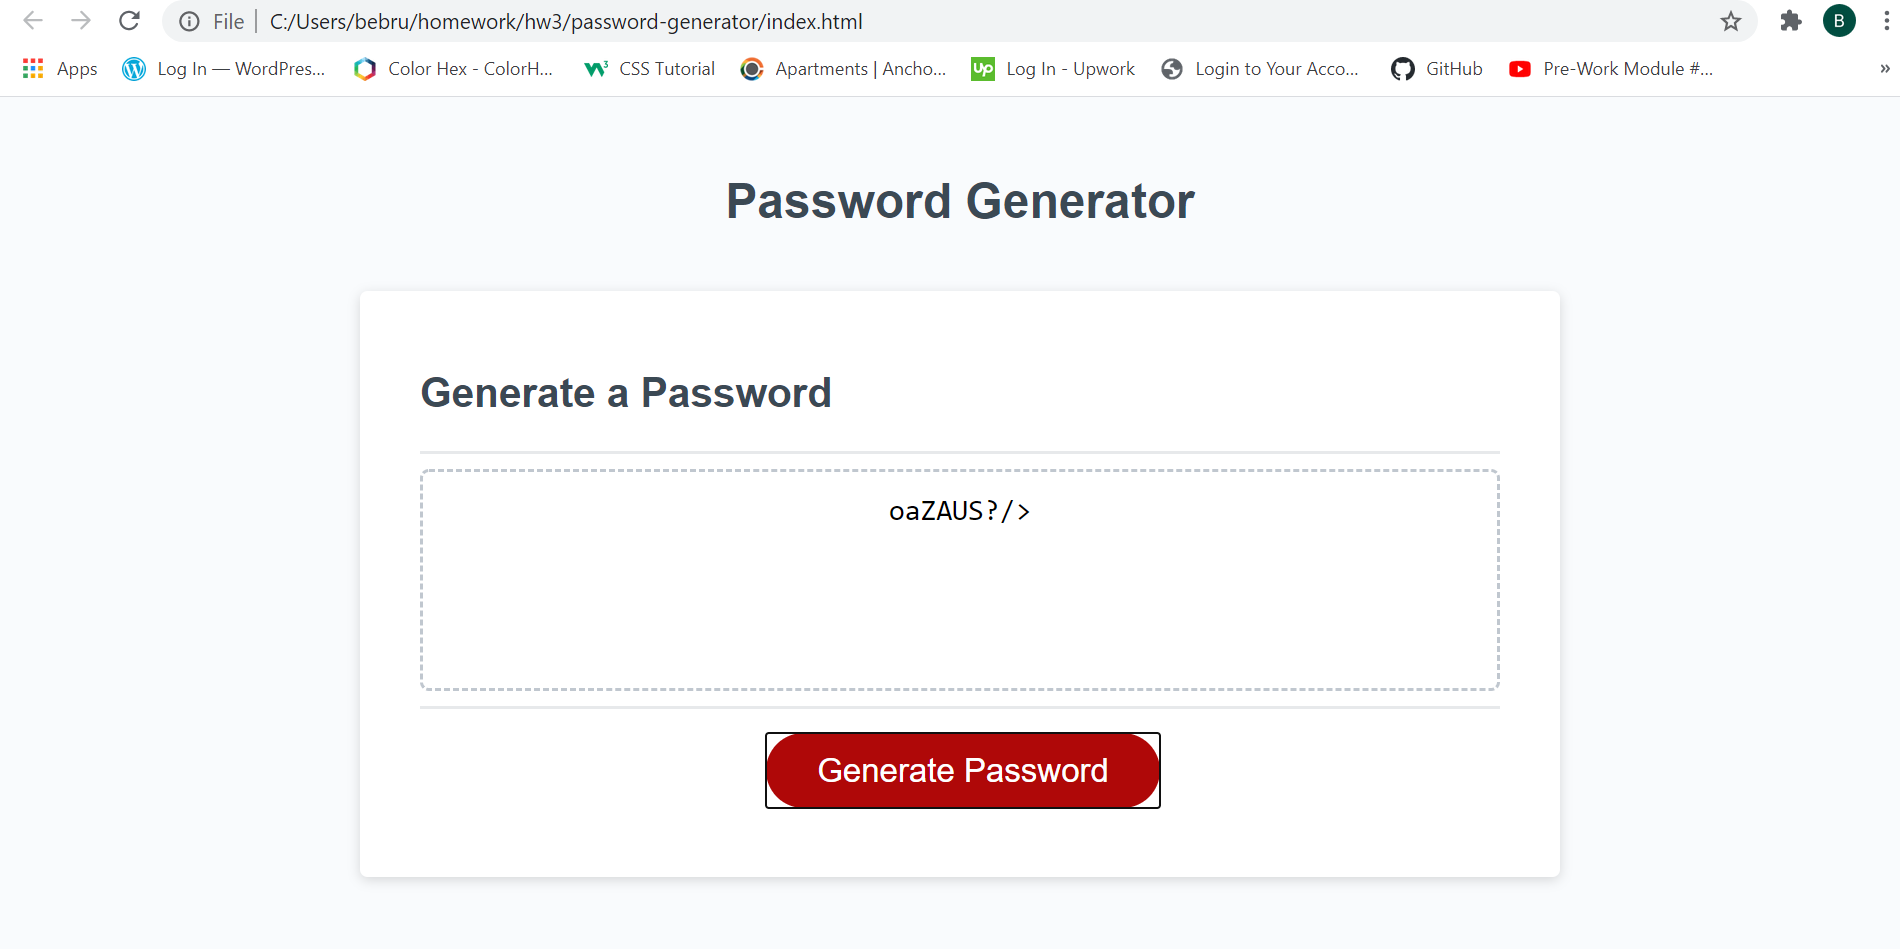 File | C:/Users/bebru/homework/hw3/password-generator/index.html B
Apps Log In — WordPres... Color Hex - ColorH... CSS Tutorial Apartments | Ancho... up Log In - Upwork Login to Your Acco... GitHub Pre-Work Module #... »
Password Generator
Generate a Password
oaZAUS?/>
Generate Password